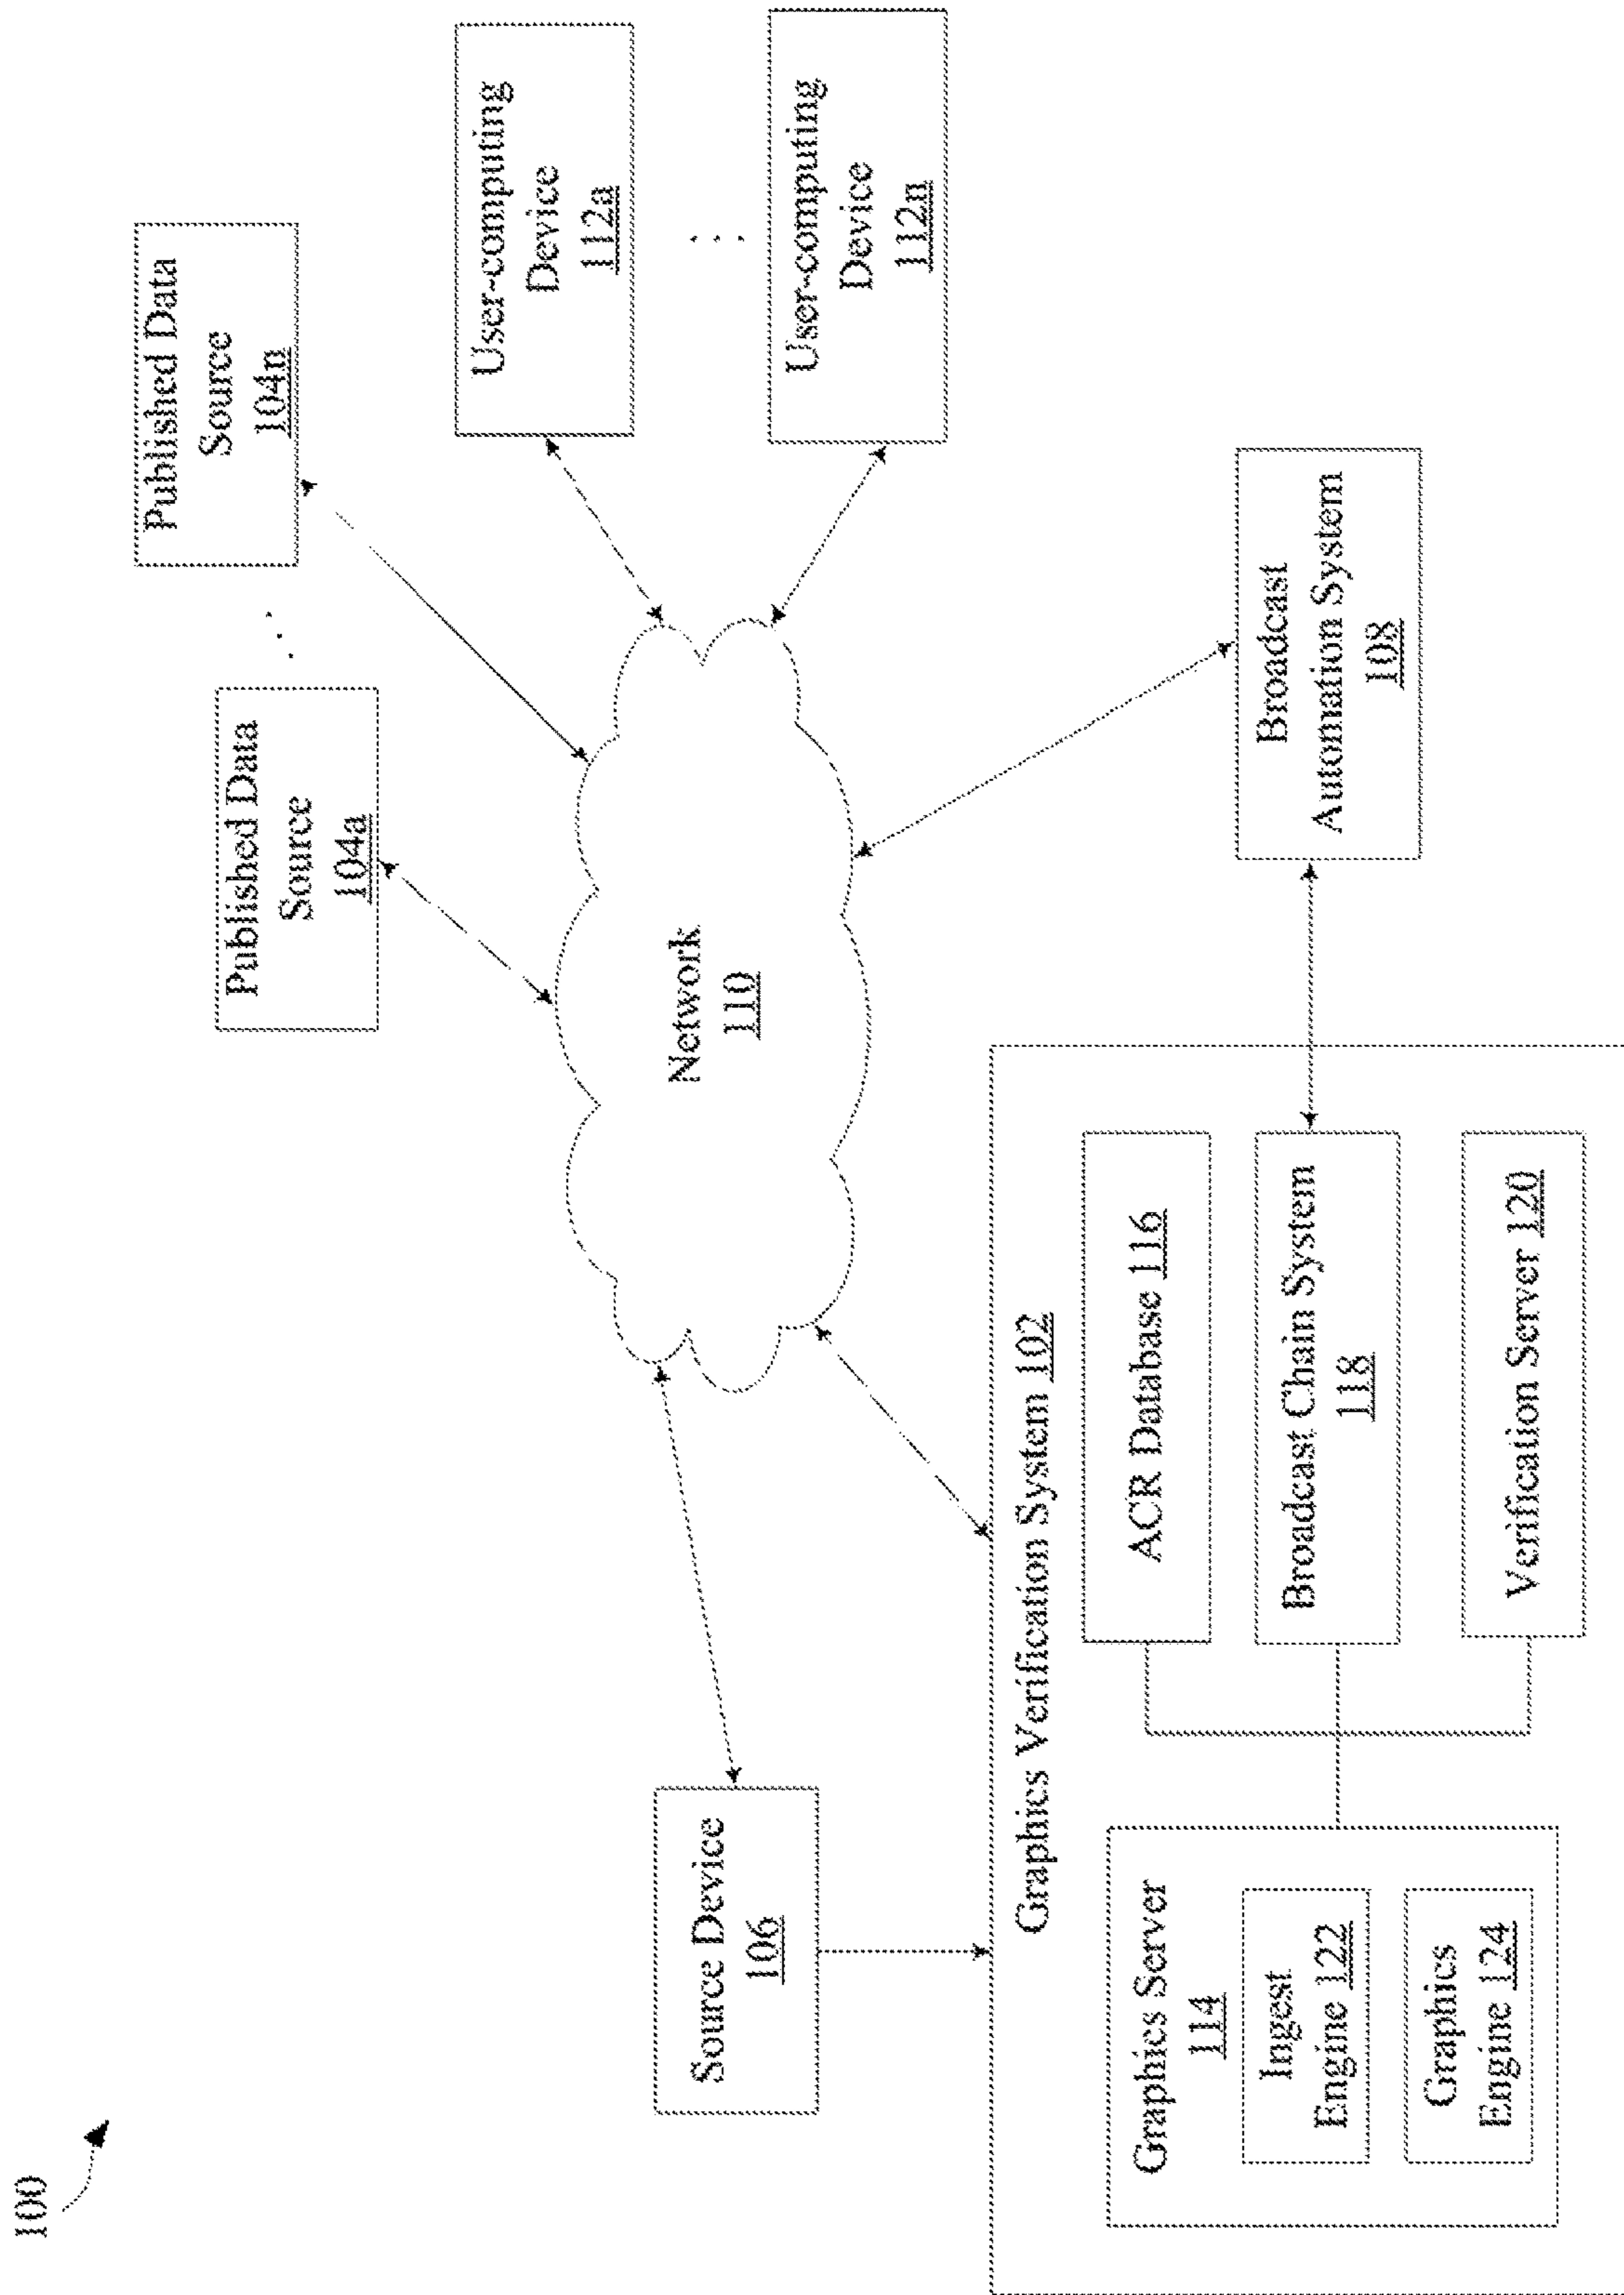 100
Published Data
Source
104a
. . .
Published Data
Source
104n
Source Device
106
Network
110
User-computing
Device
112a
. . .
User-computing
Device
112n
Graphics Verification System 102
Graphics Server
114
Ingest
Engine 122
Graphics
Engine 124
ACR Database 116
Broadcast Chain System
118
Verification Server 120
Broadcast
Automation System
108